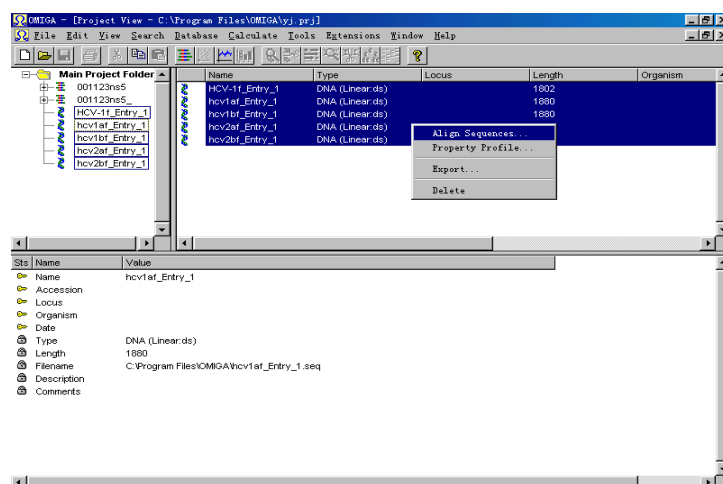 OMIGA - [Project View - C:\Program Files\OMIGA\yj.prj]
File Edit View Search Database Calculate Tools Extensions Window Help
Main Project Folder
001123ns5
001123ns5_
HCV-1f_Entry_1
hcv1af_Entry_1
hcv1bf_Entry_1
hcv2af_Entry_1
hcv2bf_Entry_1
Name Type Locus Length Organism
HCV-1f_Entry_1 DNA (Linear:ds) 1802
hcv1af_Entry_1 DNA (Linear:ds) 1880
hcv1bf_Entry_1 DNA (Linear:ds) 1880
hcv2af_Entry_1 DNA (Linear:ds)
hcv2bf_Entry_1 DNA (Linear:ds)
Align Sequences...
Property Profile...
Export...
Delete
Sts Name Value
Name hcv1af_Entry_1
Accession
Locus
Organism
Date
Type DNA (Linear:ds)
Length 1880
Filename C:\Program Files\OMIGA\hcv1af_Entry_1.seq
Description
Comments